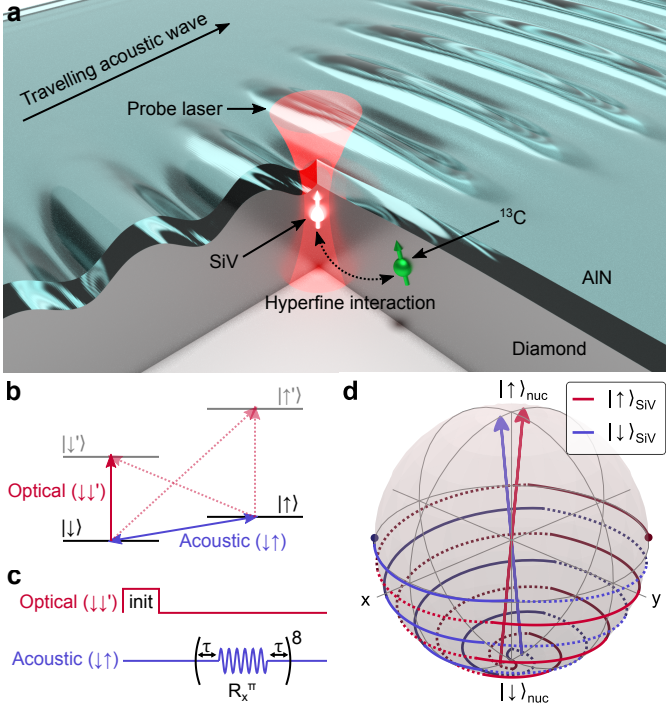 a
Travelling acoustic wave
Probe laser
¹³C
SiV
AlN
Hyperfine interaction
Diamond
b
|↑'⟩
|↓'⟩
Optical (↓↓')
|↑⟩
|↓⟩
Acoustic (↓↑)
c
Optical (↓↓') init
Acoustic (↓↑) ( τ τ )⁸
Rₓ^π
d
|↑⟩nuc
|↑⟩SiV
|↓⟩SiV
x
y
|↓⟩nuc